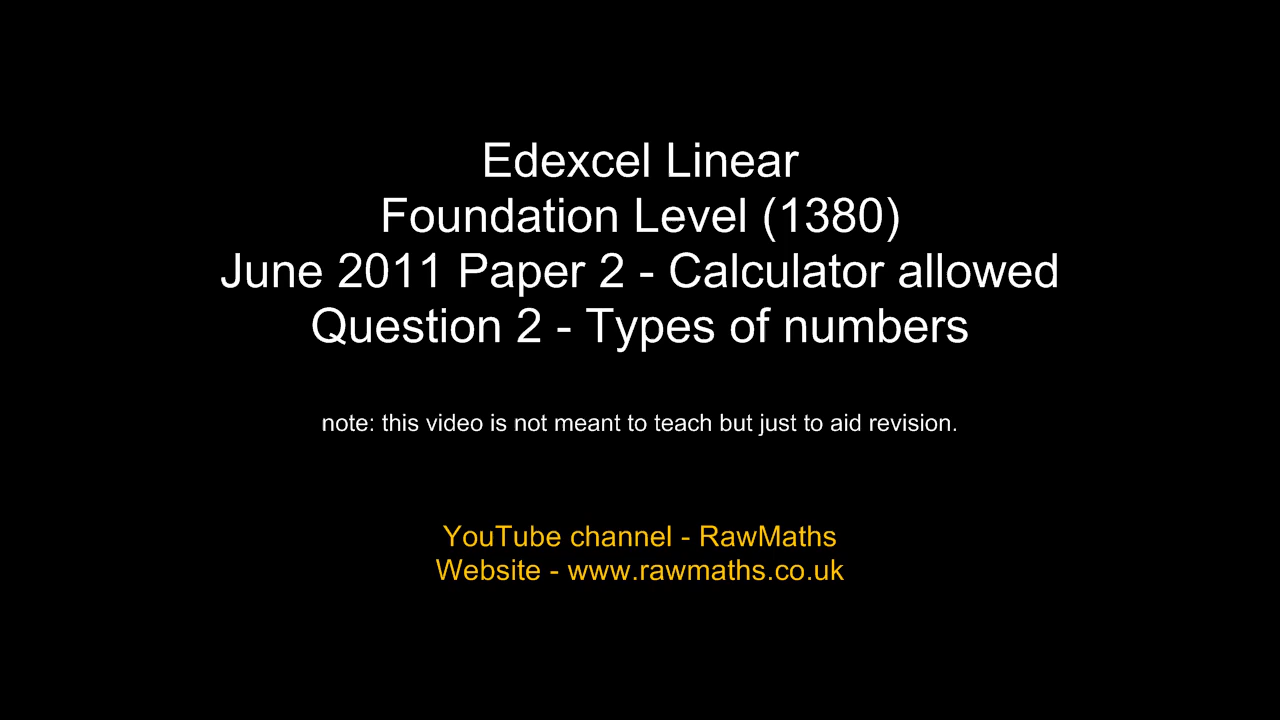 Edexcel Linear
Foundation Level (1380)
June 2011 Paper 2 - Calculator allowed
Question 2 - Types of numbers
note: this video is not meant to teach but just to aid revision.
YouTube channel - RawMaths
Website - www.rawmaths.co.uk